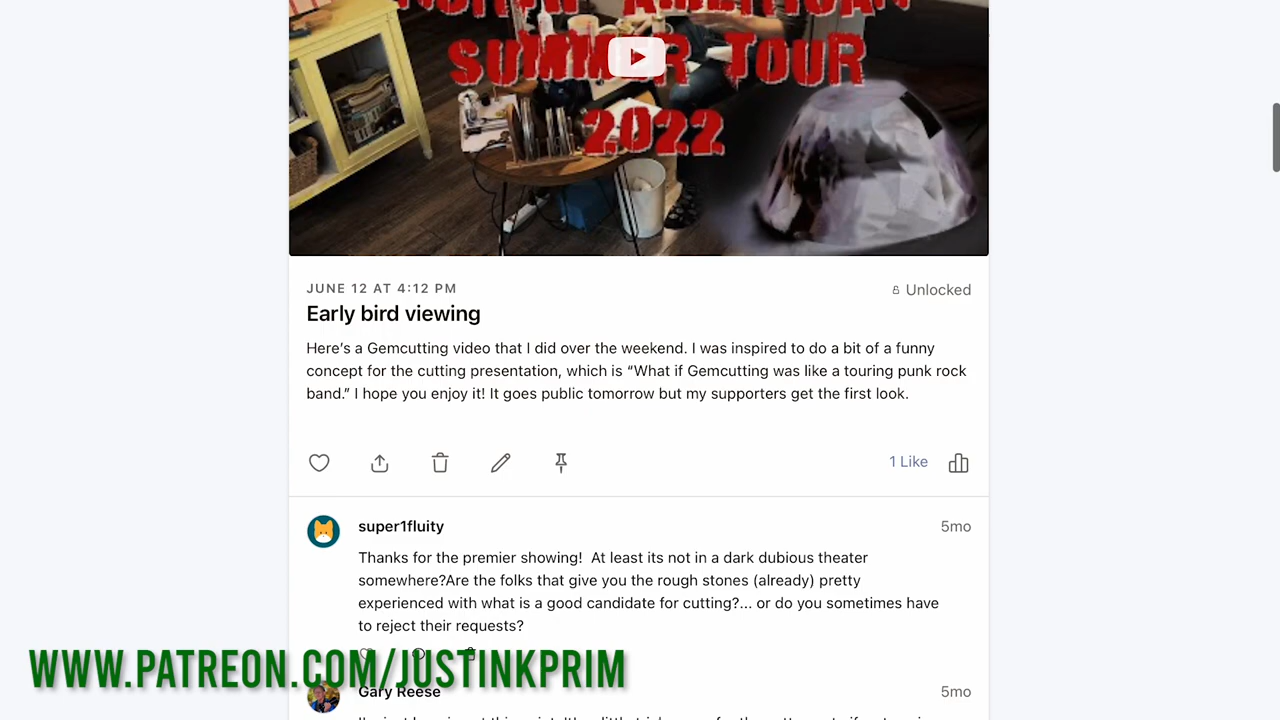 SUMMER TOUR
2022
JUNE 12 AT 4:12 PM
Unlocked
Early bird viewing
Here’s a Gemcutting video that I did over the weekend. I was inspired to do a bit of a funny
concept for the cutting presentation, which is “What if Gemcutting was like a touring punk rock
band.” I hope you enjoy it! It goes public tomorrow but my supporters get the first look.
1 Like
super1fluity
5mo
Thanks for the premier showing!  At least its not in a dark dubious theater
somewhere?Are the folks that give you the rough stones (already) pretty
experienced with what is a good candidate for cutting?... or do you sometimes have
to reject their requests?
WWW.PATREON.COM/JUSTINKPRIM
Gary Reese
5mo